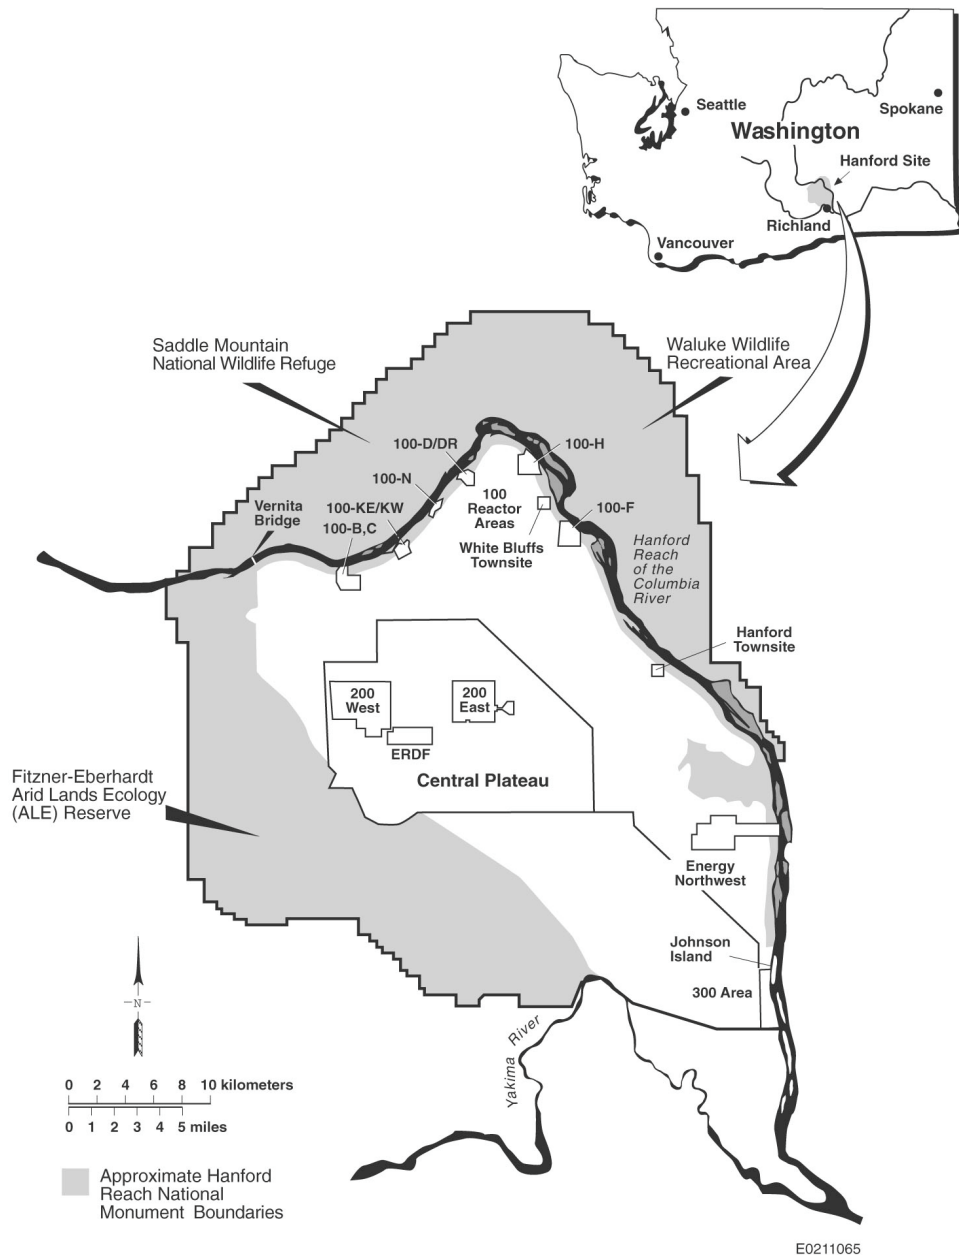 Seattle
Spokane
Washington
Hanford Site
Richland
Vancouver
Saddle Mountain
National Wildlife Refuge
Waluke Wildlife
Recreational Area
100-D/DR
100-H
100-N
100
Reactor
Areas
Vernita
Bridge
100-KE/KW
100-F
100-B,C
White Bluffs
Townsite
Hanford
Reach
of the
Columbia
River
Hanford
Townsite
200
West
200
East
ERDF
Central Plateau
Fitzner-Eberhardt
Arid Lands Ecology
(ALE) Reserve
Energy
Northwest
Johnson
Island
300 Area
N
Yakima River
0 2 4 6 8 10 kilometers
0 1 2 3 4 5 miles
Approximate Hanford
Reach National
Monument Boundaries
E0211065